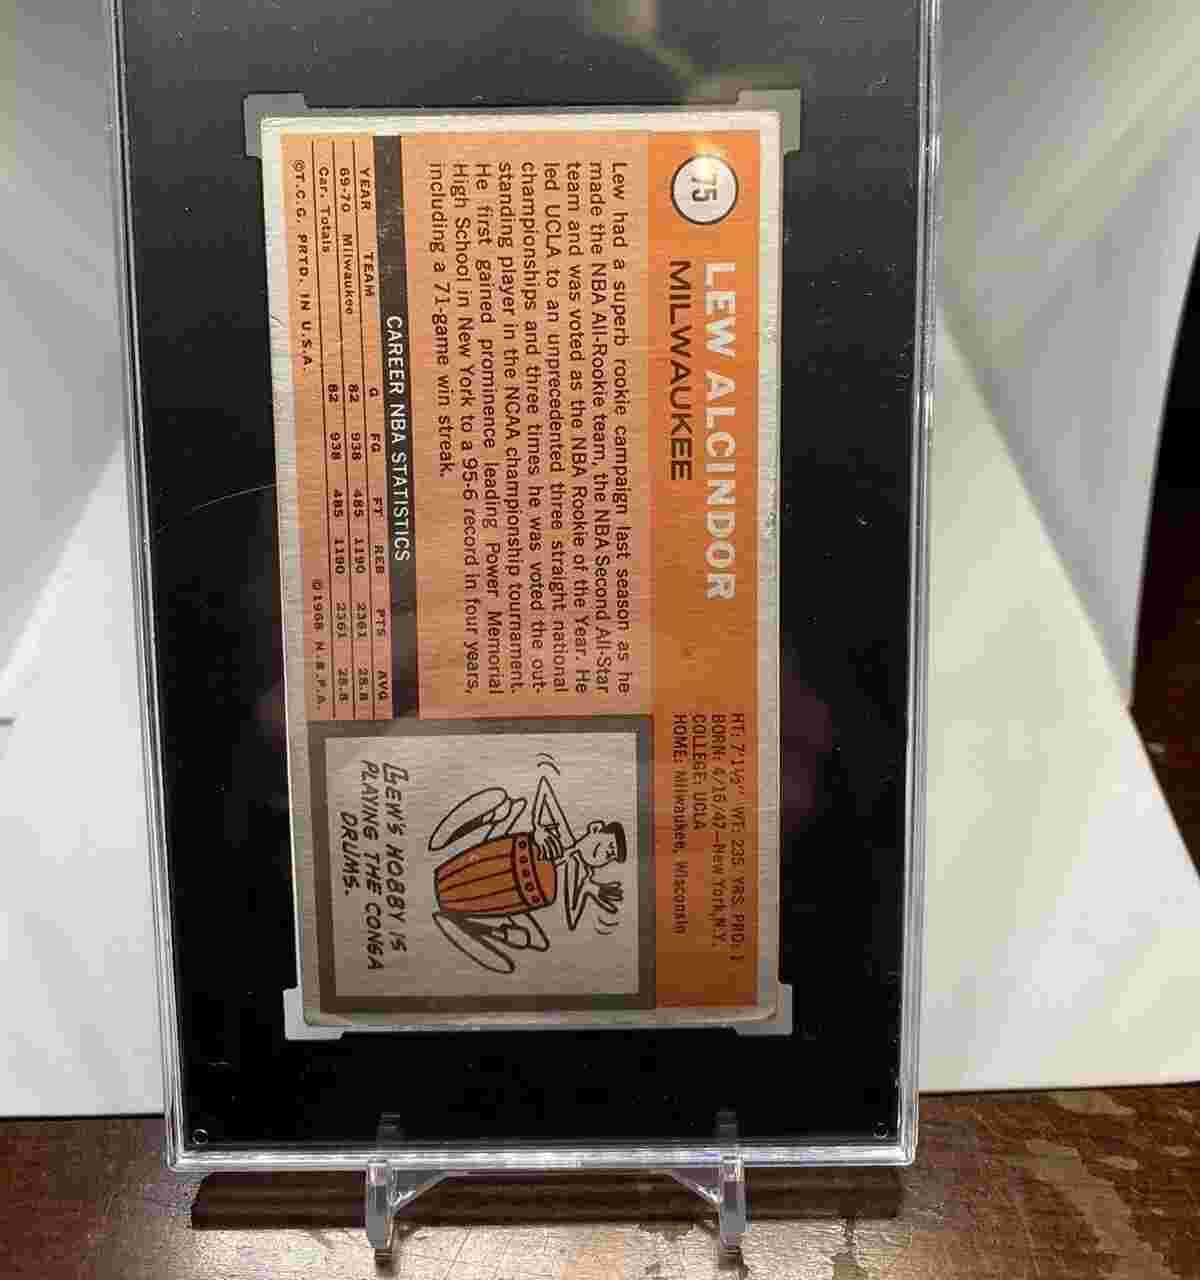 75
LEW ALCINDOR
MILWAUKEE
HT: 7'1½" WT: 235 YRS. PRO: 1
BORN: 4/16/47—New York, N.Y.
COLLEGE: UCLA
HOME: Milwaukee, Wisconsin
Lew had a superb rookie campaign last season as he
made the NBA All-Rookie team, the NBA Second All-Star
team and was voted as the NBA Rookie of the Year. He
led UCLA to an unprecedented three straight national
championships and three times he was voted the out-
standing player in the NCAA championship tournament.
He first gained prominence leading Power Memorial
High School in New York to a 95-6 record in four years,
including a 71-game win streak.
CAREER NBA STATISTICS
YEAR TEAM G FG FT REB PTS AVG
69-70 Milwaukee 82 938 485 1190 2361 28.8
Car. Totals 82 938 485 1190 2361 28.8
©T.C.G. PRTD. IN U.S.A. ©1968 N.B.P.A.
LEW'S HOBBY IS
PLAYING THE CONGA
DRUMS.